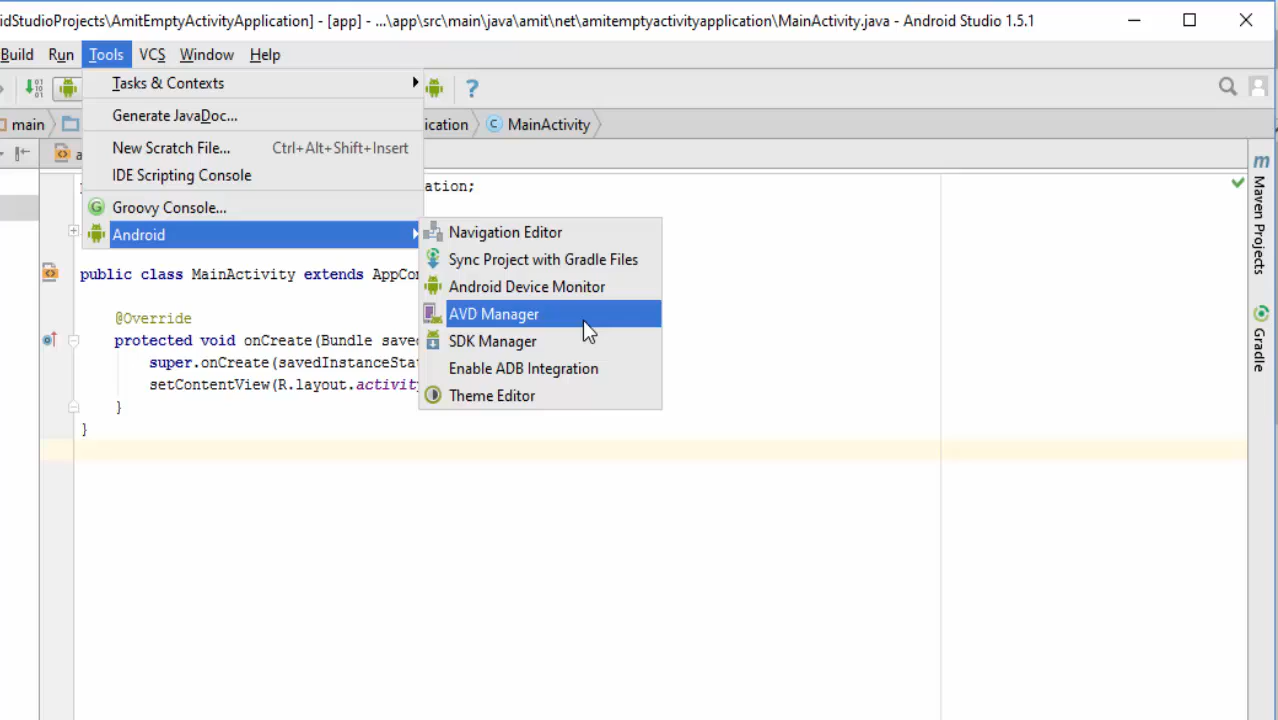 idStudioProjects\AmitEmptyActivityApplication] - [app] - ...\app\src\main\java\amit\net\amitemptyactivityapplication\MainActivity.java - Android Studio 1.5.1
Build Run Tools VCS Window Help
Tasks & Contexts
Generate JavaDoc...
main ication MainActivity
New Scratch File... Ctrl+Alt+Shift+Insert
a
IDE Scripting Console
ation;
Groovy Console...
Android
Navigation Editor
Sync Project with Gradle Files
Android Device Monitor
AVD Manager
SDK Manager
Enable ADB Integration
Theme Editor
public class MainActivity extends AppCon
@Override
protected void onCreate(Bundle saved
super.onCreate(savedInstanceStat
setContentView(R.layout.activity
}
}
Maven Projects
Gradle